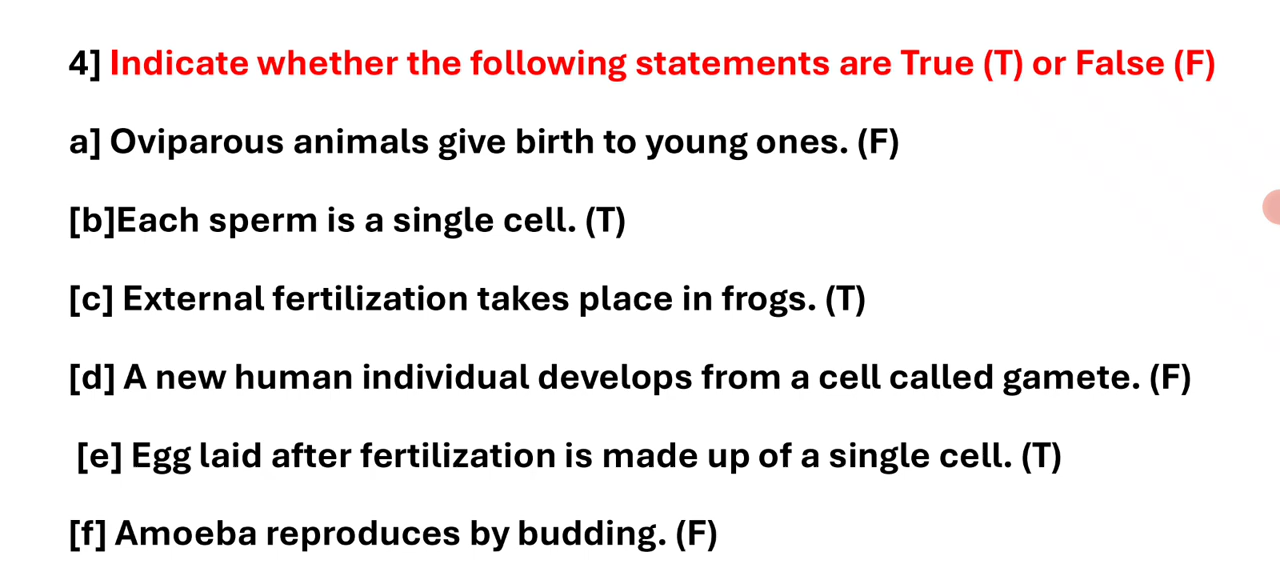 4] Indicate whether the following statements are True (T) or False (F)
a] Oviparous animals give birth to young ones. (F)
[b]Each sperm is a single cell. (T)
[c] External fertilization takes place in frogs. (T)
[d] A new human individual develops from a cell called gamete. (F)
[e] Egg laid after fertilization is made up of a single cell. (T)
[f] Amoeba reproduces by budding. (F)